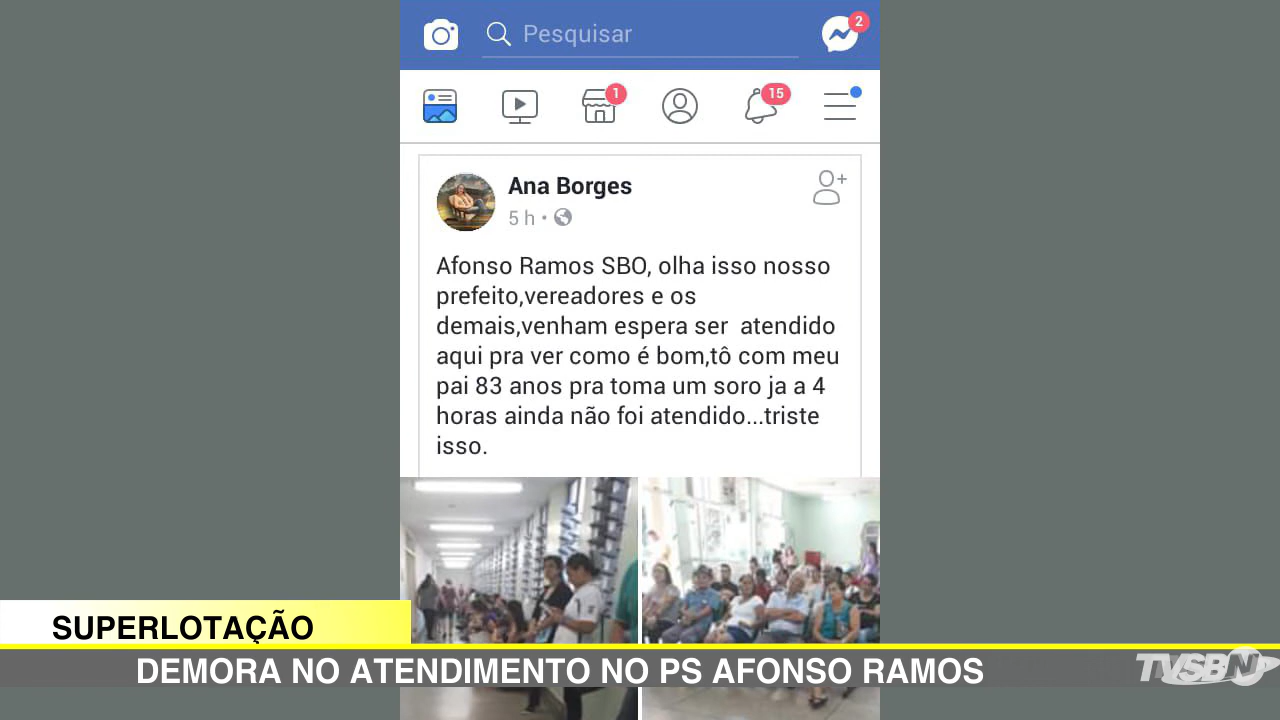 Pesquisar
2
1
15
Ana Borges
5 h •
Afonso Ramos SBO, olha isso nosso
prefeito,vereadores e os
demais,venham espera ser  atendido
aqui pra ver como é bom,tô com meu
pai 83 anos pra toma um soro ja a 4
horas ainda não foi atendido...triste
isso.
SUPERLOTAÇÃO
DEMORA NO ATENDIMENTO NO PS AFONSO RAMOS
TVSBN